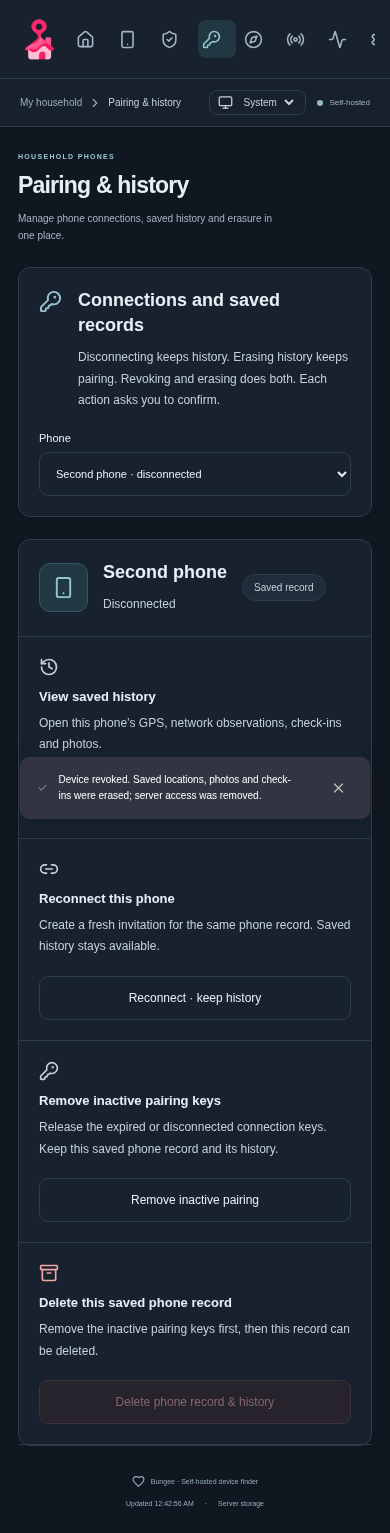 My household
Pairing & history
System
Self-hosted
HOUSEHOLD PHONES
Pairing & history
Manage phone connections, saved history and erasure in
one place.
Connections and saved
records
Disconnecting keeps history. Erasing history keeps
pairing. Revoking and erasing does both. Each
action asks you to confirm.
Phone
Second phone · disconnected
Second phone
Disconnected
Saved record
View saved history
Open this phone's GPS, network observations, check-ins
and photos.
Device revoked. Saved locations, photos and check-
ins were erased; server access was removed.
Reconnect this phone
Create a fresh invitation for the same phone record. Saved
history stays available.
Reconnect · keep history
Remove inactive pairing keys
Release the expired or disconnected connection keys.
Keep this saved phone record and its history.
Remove inactive pairing
Delete this saved phone record
Remove the inactive pairing keys first, then this record can
be deleted.
Delete phone record & history
Bungee · Self-hosted device finder
Updated 12:42:56 AM · Server storage